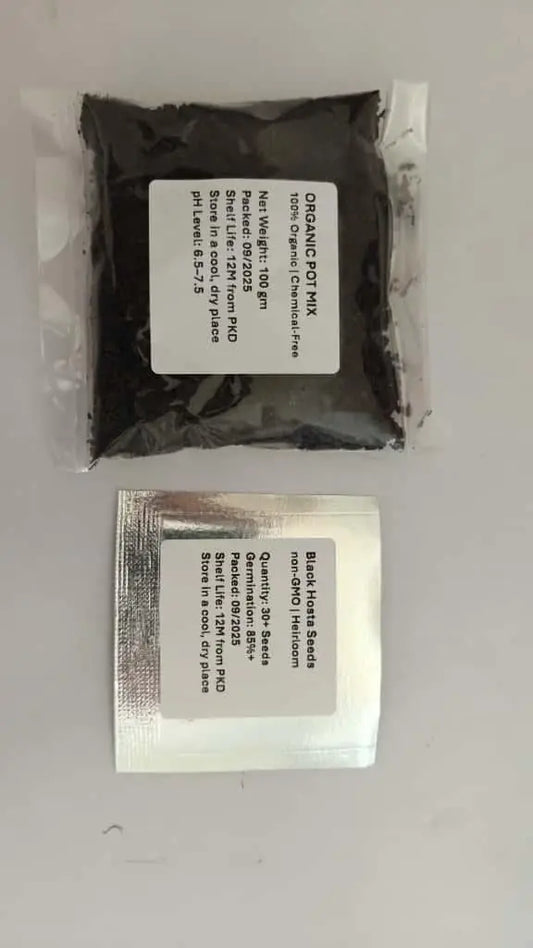 ORGANIC POT MIX
100% Organic | Chemical-Free
Net Weight: 100 gm
Packed: 09/2025
Shelf Life: 12M from PKD
Store in a cool, dry place
pH Level: 6.5–7.5
Black Hosta Seeds
non-GMO | Heirloom
Quantity: 30+ Seeds
Germination: 85%+
Packed: 09/2025
Shelf Life: 12M from PKD
Store in a cool, dry place